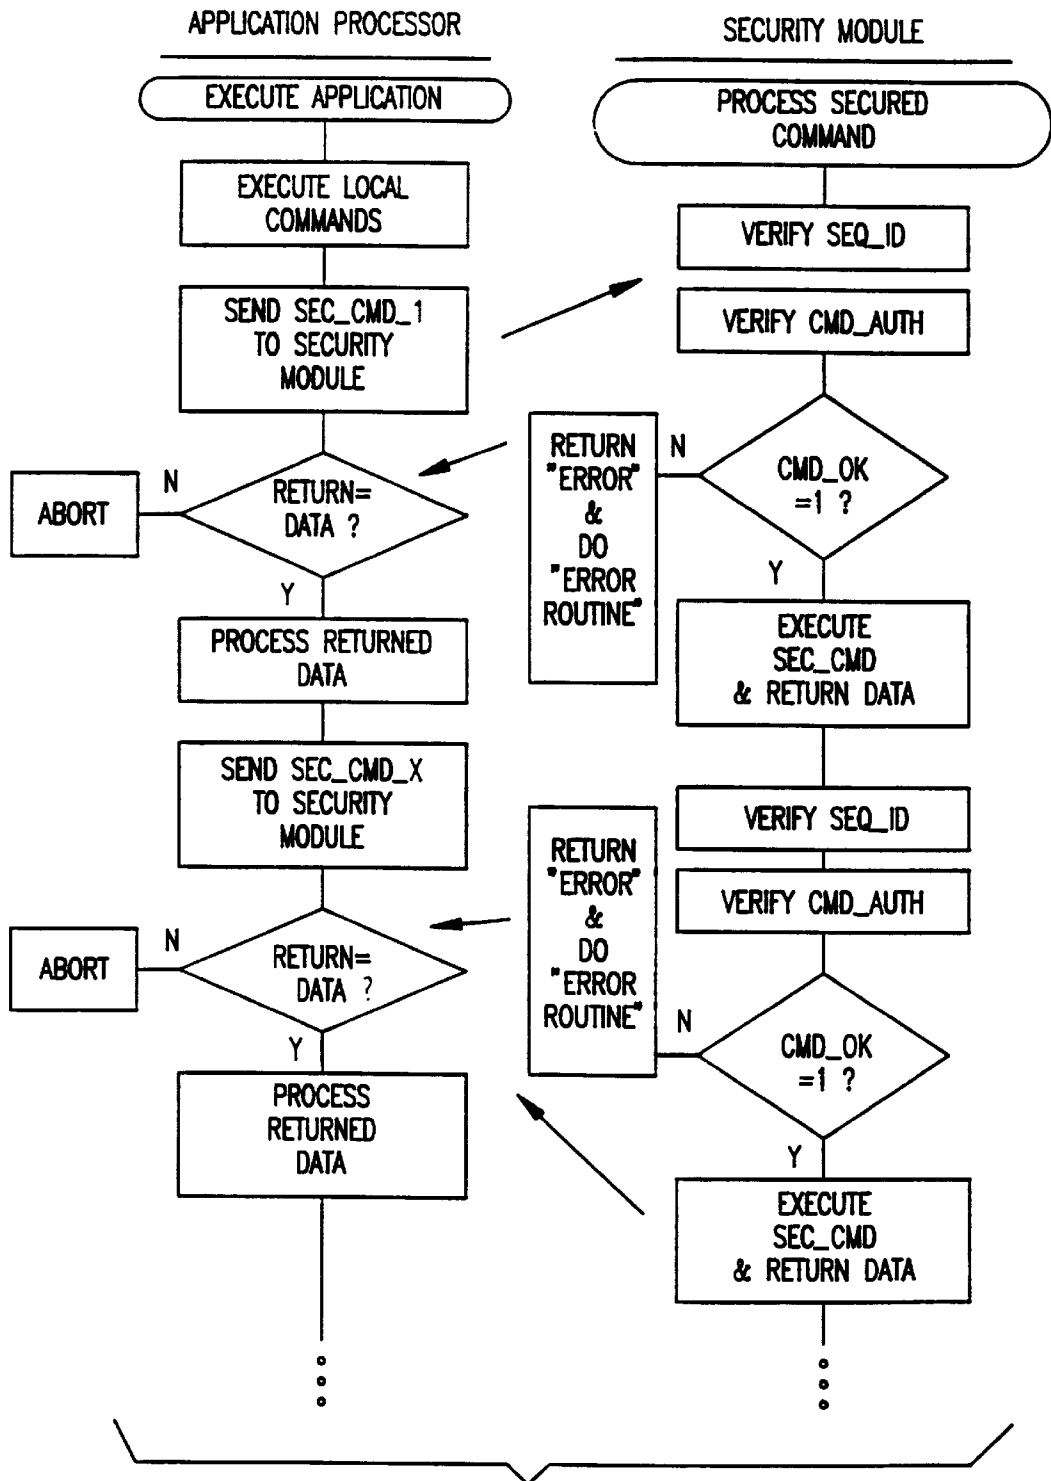 APPLICATION PROCESSOR
EXECUTE APPLICATION
EXECUTE LOCAL
COMMANDS
SEND SEC_CMD_1
TO SECURITY
MODULE
RETURN=
DATA ?
N
ABORT
Y
PROCESS RETURNED
DATA
SEND SEC_CMD_X
TO SECURITY
MODULE
RETURN=
DATA ?
N
ABORT
Y
PROCESS
RETURNED
DATA
SECURITY MODULE
PROCESS SECURED
COMMAND
VERIFY SEQ_ID
VERIFY CMD_AUTH
CMD_OK
=1 ?
N
RETURN
"ERROR"
&
DO
"ERROR
ROUTINE"
Y
EXECUTE
SEC_CMD
& RETURN DATA
VERIFY SEQ_ID
VERIFY CMD_AUTH
CMD_OK
=1 ?
N
RETURN
"ERROR"
&
DO
"ERROR
ROUTINE"
Y
EXECUTE
SEC_CMD
& RETURN DATA